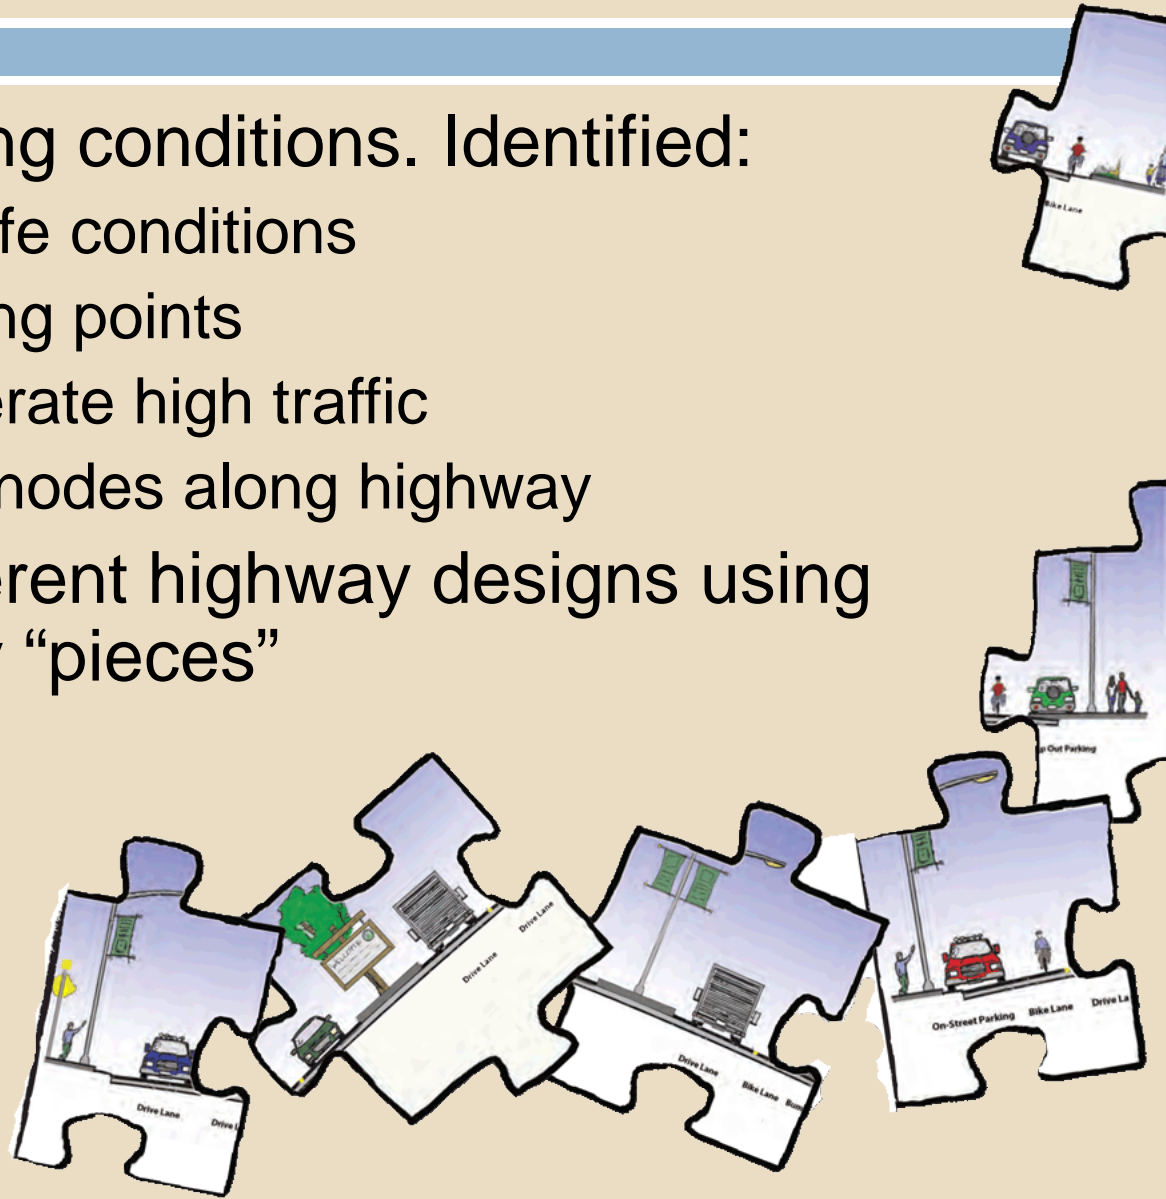 ng conditions. Identified:
fe conditions
ng points
erate high traffic
nodes along highway
erent highway designs using
y “pieces”
Bike Lane
p Out Parking
WELCOME
Drive Lane
Drive Lane
Drive Lane
Bike Lane
On-Street Parking
Bike Lane
Drive La
Drive Lane